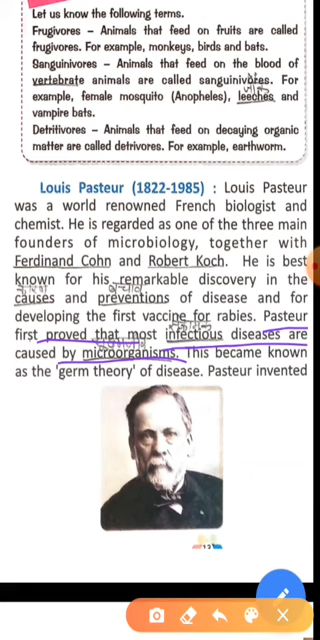 Let us know the following terms.
Frugivores – Animals that feed on fruits are called
frugivores. For example, monkeys, birds and bats.
Sanguinivores – Animals that feed on the blood of
vertebrate animals are called sanguinivores. For
जोंक
example, female mosquito (Anopheles), leeches and
vampire bats.
Detritivores – Animals that feed on decaying organic
matter are called detrivores. For example, earthworm.
Louis Pasteur (1822-1985) : Louis Pasteur
was a world renowned French biologist and
chemist. He is regarded as one of the three main
founders of microbiology, together with
Ferdinand Cohn and Robert Koch. He is best
known for his remarkable discovery in the
कारण बचाव
causes and preventions of disease and for
developing the first vaccine for rabies. Pasteur
संक्रामक
first proved that most infectious diseases are
caused by microorganisms. This became known
as the 'germ theory' of disease. Pasteur invented
13